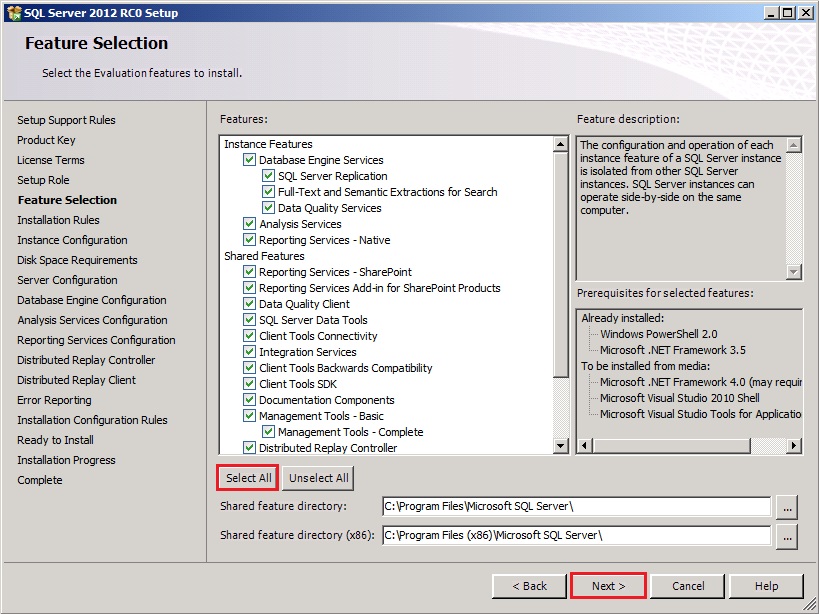 SQL Server 2012 RC0 Setup
Feature Selection
Select the Evaluation features to install.
Setup Support Rules
Product Key
License Terms
Setup Role
Feature Selection
Installation Rules
Instance Configuration
Disk Space Requirements
Server Configuration
Database Engine Configuration
Analysis Services Configuration
Reporting Services Configuration
Distributed Replay Controller
Distributed Replay Client
Error Reporting
Installation Configuration Rules
Ready to Install
Installation Progress
Complete
Features:
Instance Features
Database Engine Services
SQL Server Replication
Full-Text and Semantic Extractions for Search
Data Quality Services
Analysis Services
Reporting Services - Native
Shared Features
Reporting Services - SharePoint
Reporting Services Add-in for SharePoint Products
Data Quality Client
SQL Server Data Tools
Client Tools Connectivity
Integration Services
Client Tools Backwards Compatibility
Client Tools SDK
Documentation Components
Management Tools - Basic
Management Tools - Complete
Distributed Replay Controller
Feature description:
The configuration and operation of each
instance feature of a SQL Server instance
is isolated from other SQL Server
instances. SQL Server instances can
operate side-by-side on the same
computer.
Prerequisites for selected features:
Already installed:
Windows PowerShell 2.0
Microsoft .NET Framework 3.5
To be installed from media:
Microsoft .NET Framework 4.0 (may requir
Microsoft Visual Studio 2010 Shell
Microsoft Visual Studio Tools for Applicatio
Select All
Unselect All
Shared feature directory:
C:\Program Files\Microsoft SQL Server\
...
Shared feature directory (x86):
C:\Program Files (x86)\Microsoft SQL Server\
...
< Back
Next >
Cancel
Help